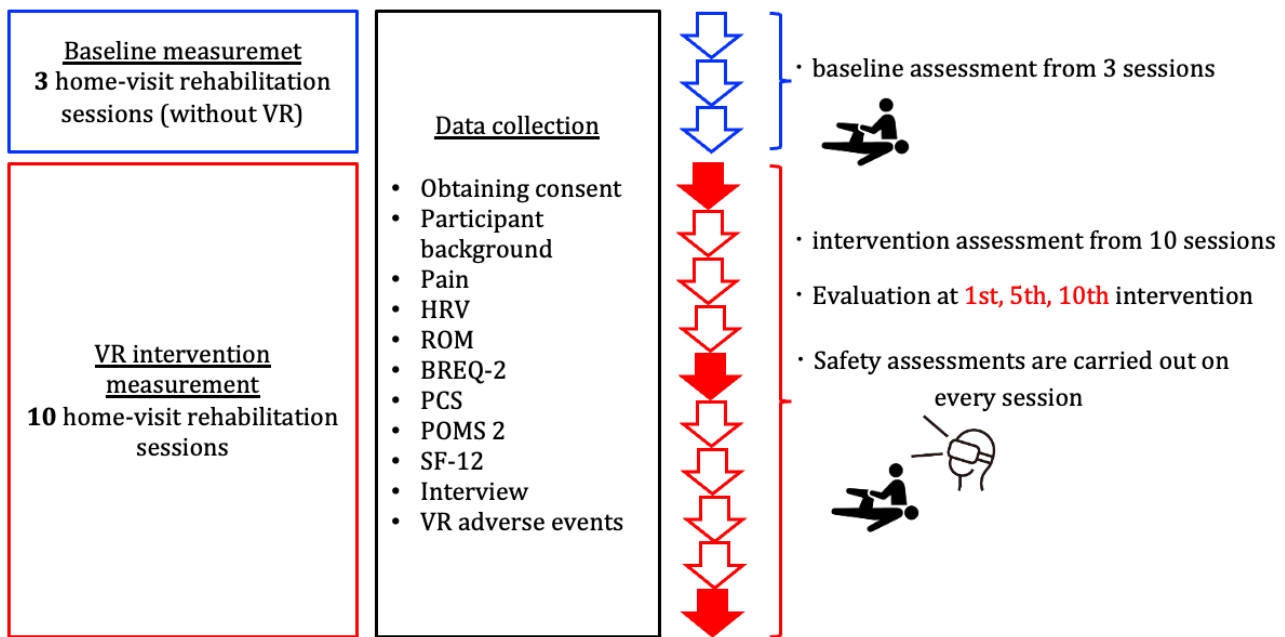 Baseline measuremet
3 home-visit rehabilitation
sessions (without VR)
VR intervention
measurement
10 home-visit rehabilitation
sessions
Data collection
• Obtaining consent
• Participant
background
• Pain
• HRV
• ROM
• BREQ-2
• PCS
• POMS 2
• SF-12
• Interview
• VR adverse events
・baseline assessment from 3 sessions
・intervention assessment from 10 sessions
・Evaluation at 1st, 5th, 10th intervention
・Safety assessments are carried out on
every session